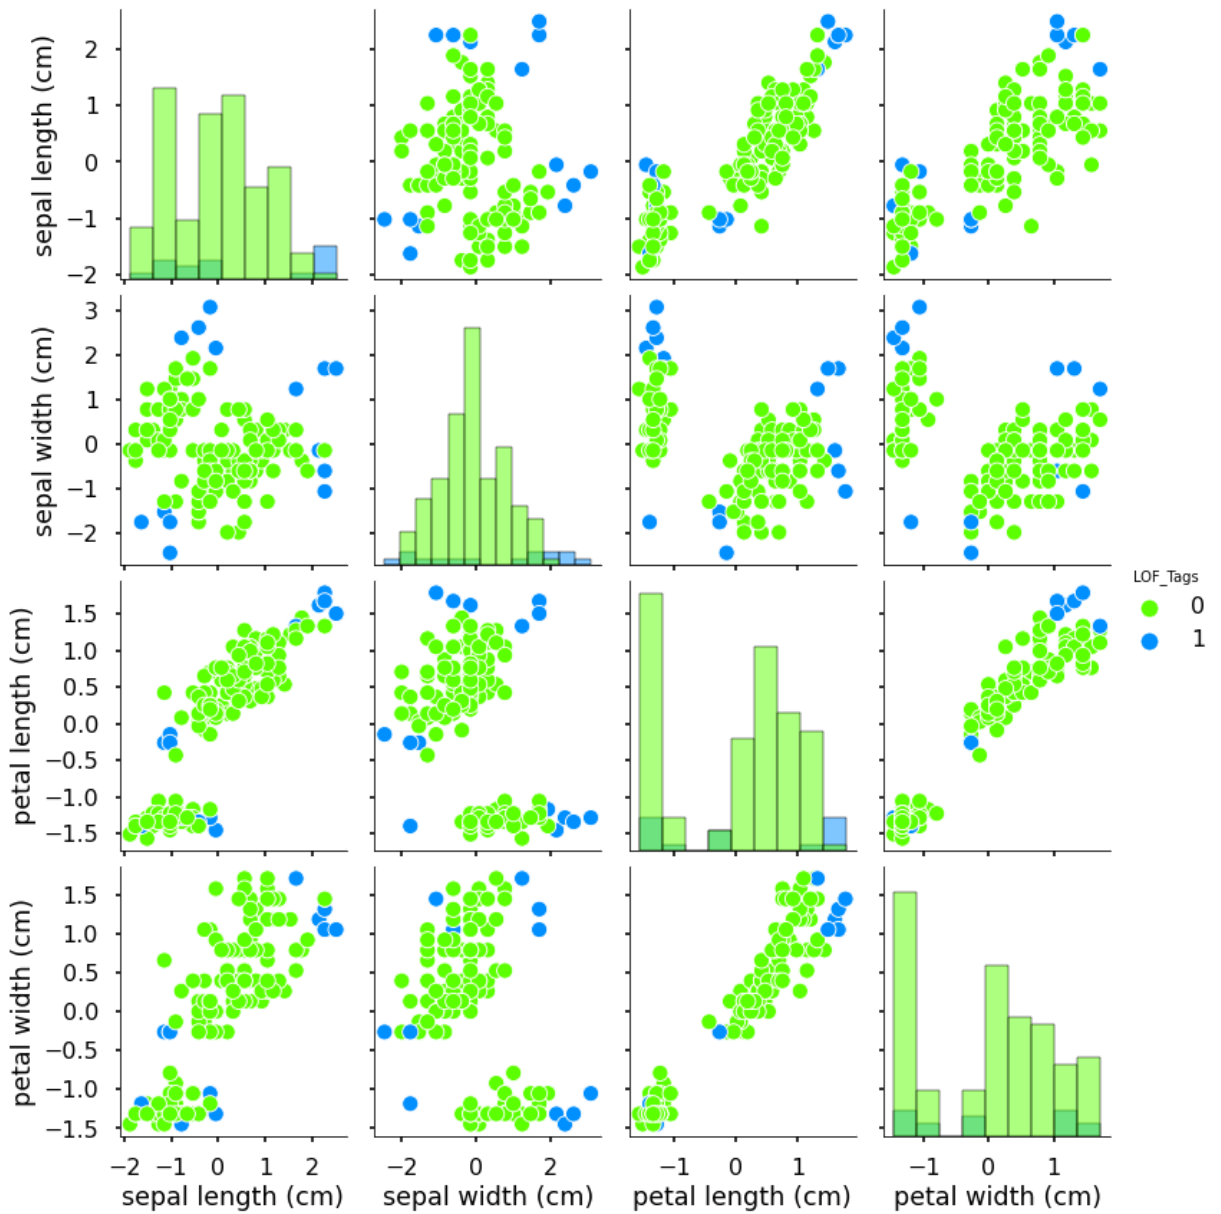 sepal length (cm)
2
1
0
−1
−2
sepal width (cm)
3
2
1
0
−1
−2
petal length (cm)
1.5
1.0
0.5
0.0
−0.5
−1.0
−1.5
LOF_Tags
0
1
petal width (cm)
1.5
1.0
0.5
0.0
−0.5
−1.0
−1.5
−2 −1 0 1 2
−2 0 2
−1 0 1
−1 0 1
sepal length (cm)
sepal width (cm)
petal length (cm)
petal width (cm)